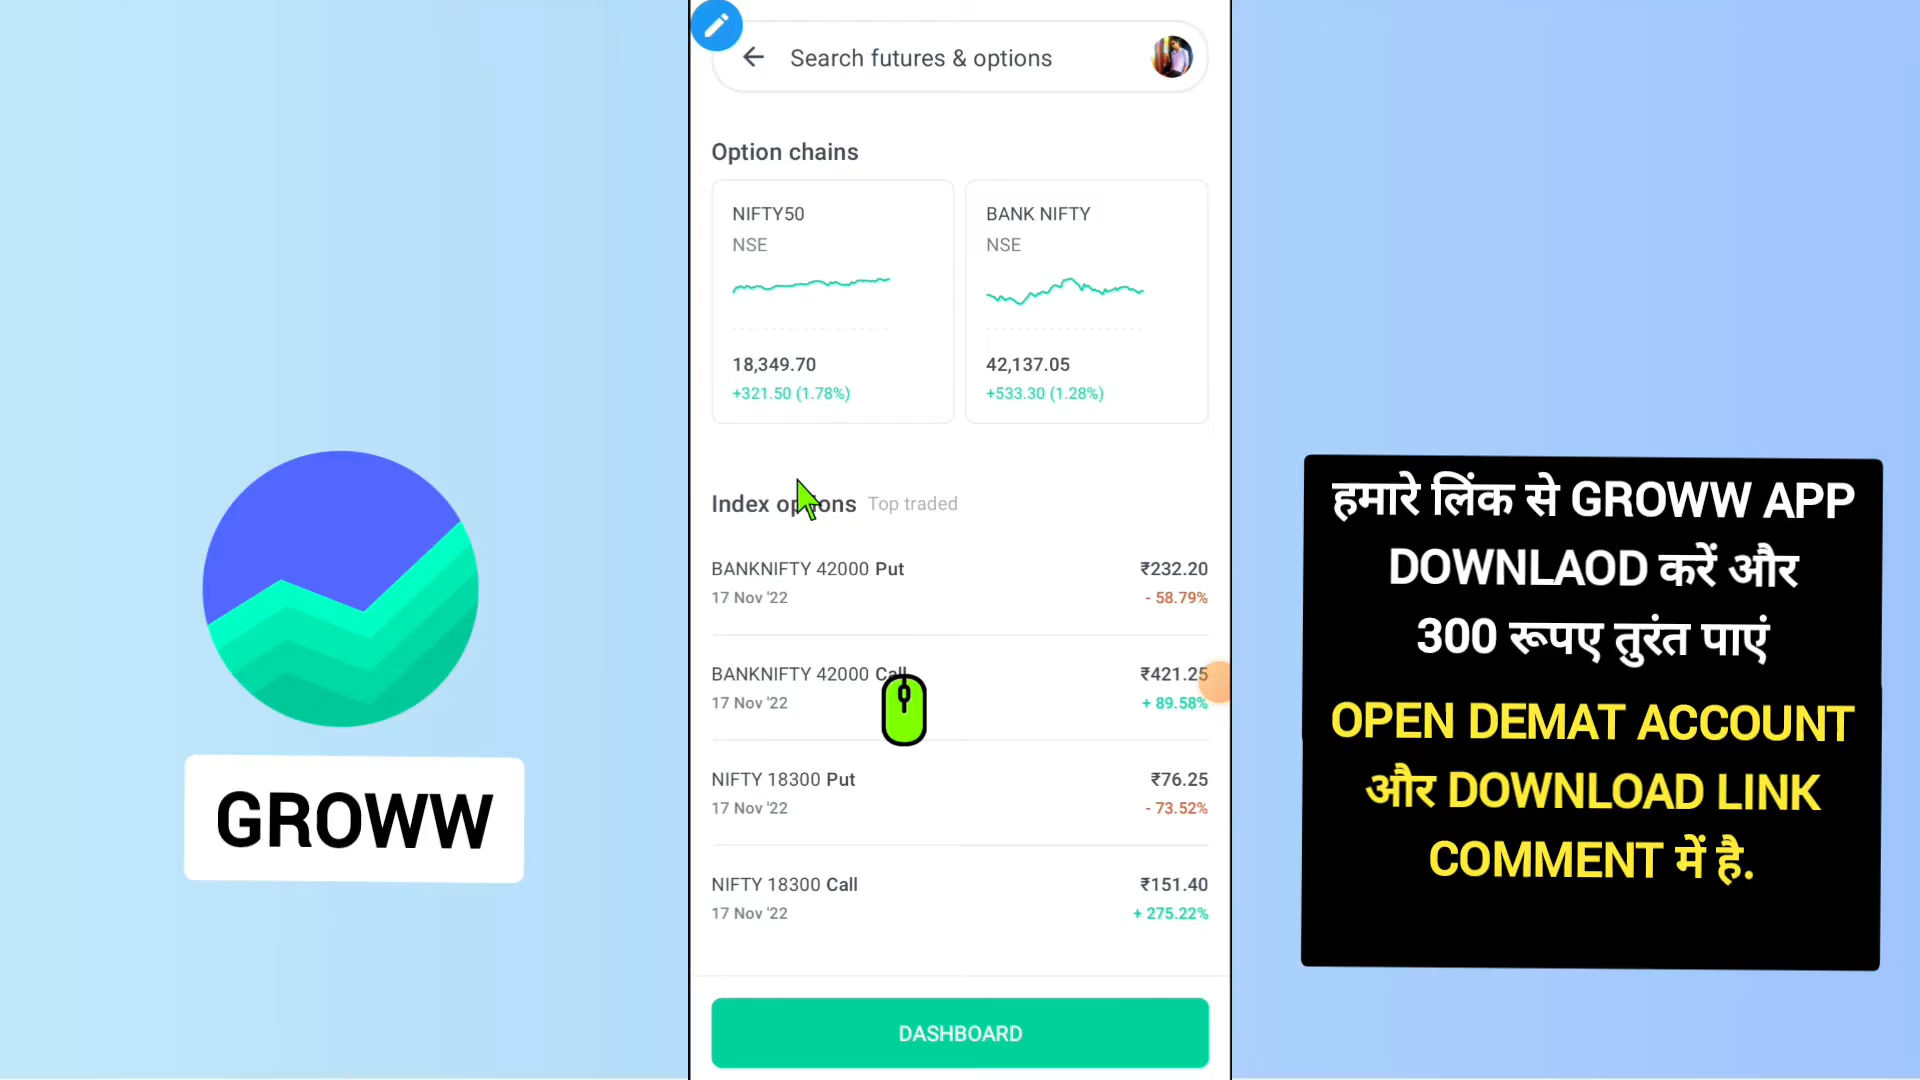 Search futures & options
Option chains
NIFTY50
NSE
18,349.70
+321.50 (1.78%)
BANK NIFTY
NSE
42,137.05
+533.30 (1.28%)
Index options Top traded
BANKNIFTY 42000 Put ₹232.20
17 Nov '22 - 58.79%
BANKNIFTY 42000 Call ₹421.25
17 Nov '22 + 89.58%
NIFTY 18300 Put ₹76.25
17 Nov '22 - 73.52%
NIFTY 18300 Call ₹151.40
17 Nov '22 + 275.22%
DASHBOARD
GROWW
हमारे लिंक से GROWW APP
DOWNLAOD करें और
300 रूपए तुरंत पाएं
OPEN DEMAT ACCOUNT
और DOWNLOAD LINK
COMMENT में है.